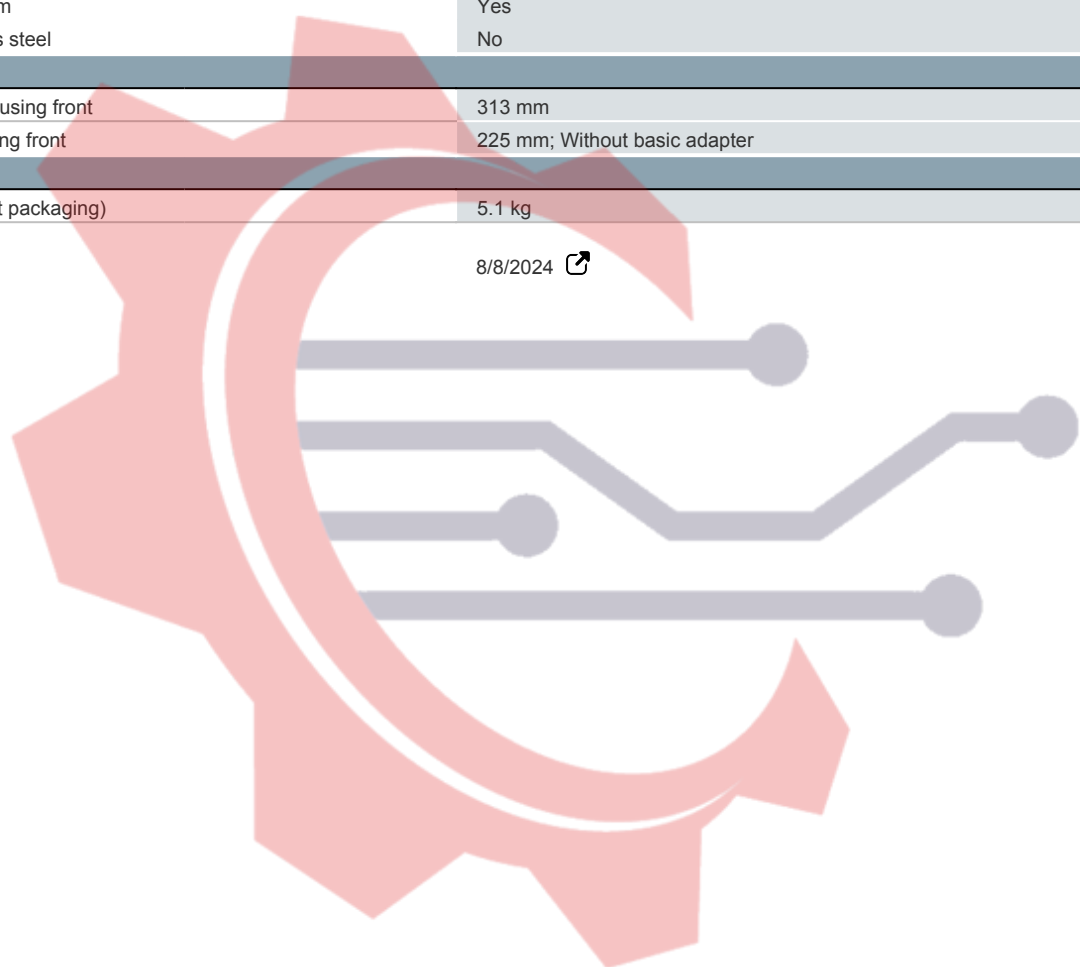 m Yes
s steel No
using front 313 mm
ng front 225 mm; Without basic adapter
t packaging) 5.1 kg
8/8/2024